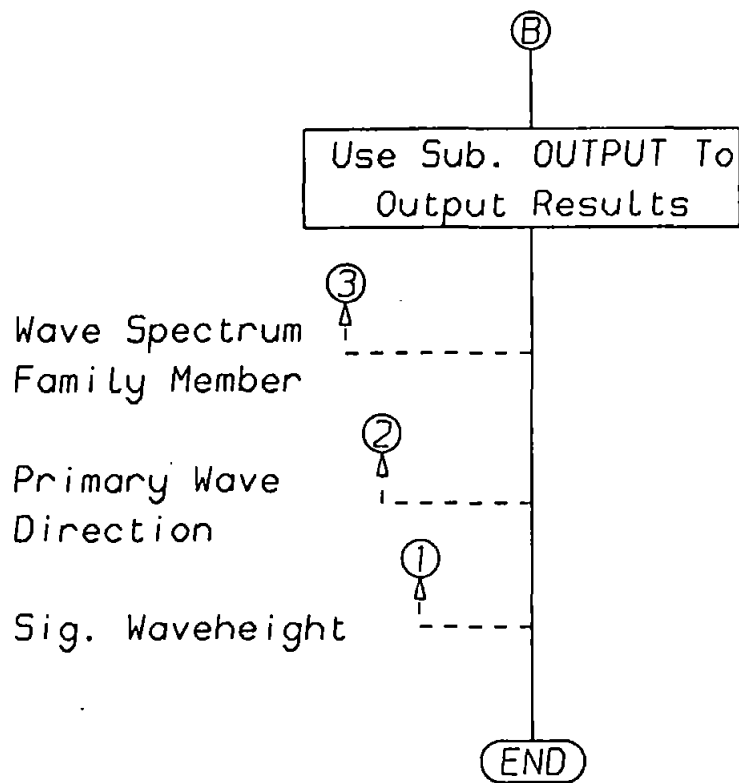 B
Use Sub. OUTPUT To
Output Results
3
Wave Spectrum
Family Member
2
Primary Wave
Direction
1
Sig. Waveheight
END